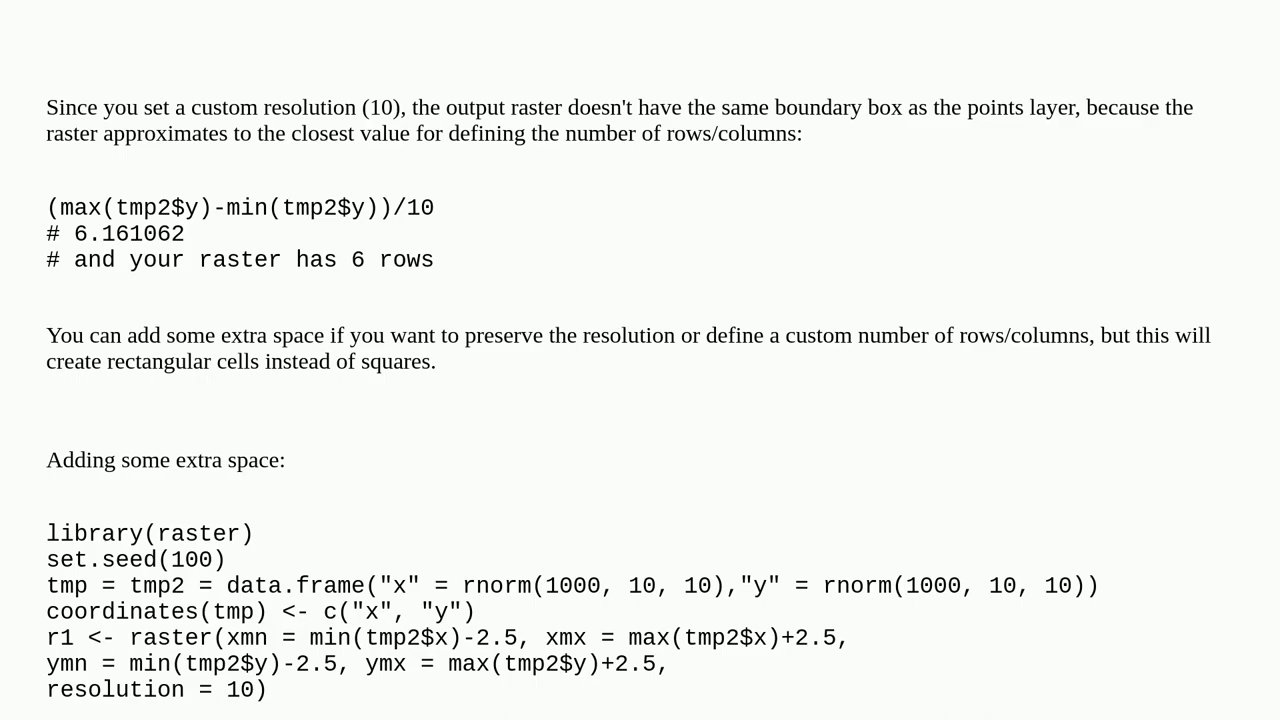 Since you set a custom resolution (10), the output raster doesn't have the same boundary box as the points layer, because the
raster approximates to the closest value for defining the number of rows/columns:
(max(tmp2$y)-min(tmp2$y))/10
# 6.161062
# and your raster has 6 rows
You can add some extra space if you want to preserve the resolution or define a custom number of rows/columns, but this will
create rectangular cells instead of squares.
Adding some extra space:
library(raster)
set.seed(100)
tmp = tmp2 = data.frame("x" = rnorm(1000, 10, 10),"y" = rnorm(1000, 10, 10))
coordinates(tmp) <- c("x", "y")
r1 <- raster(xmn = min(tmp2$x)-2.5, xmx = max(tmp2$x)+2.5,
ymn = min(tmp2$y)-2.5, ymx = max(tmp2$y)+2.5,
resolution = 10)